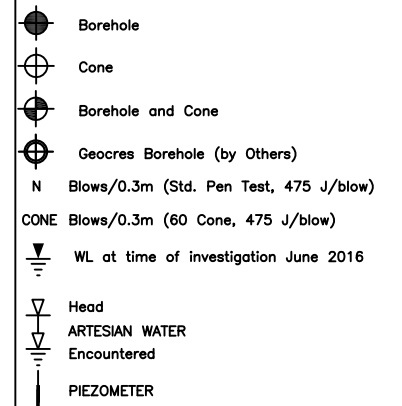 Borehole
Cone
Borehole and Cone
Geocres Borehole (by Others)
N Blows/0.3m (Std. Pen Test, 475 J/blow)
CONE Blows/0.3m (60 Cone, 475 J/blow)
WL at time of investigation June 2016
Head
ARTESIAN WATER
Encountered
PIEZOMETER